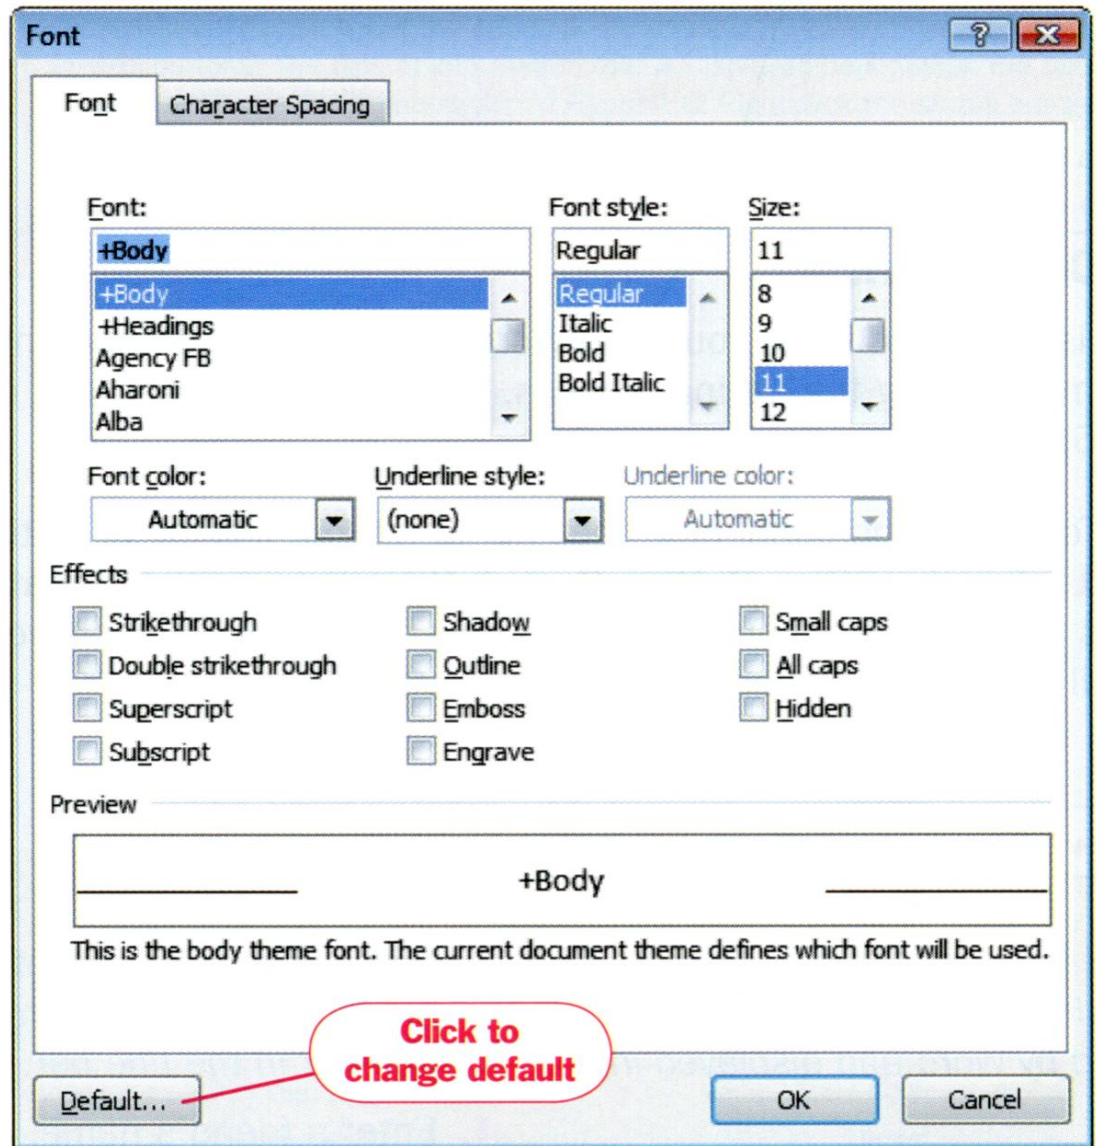 Font
Font Character Spacing
Font: Font style: Size:
+Body Regular 11
+Body Regular 8
+Headings Italic 9
Agency FB Bold 10
Aharoni Bold Italic 11
Alba 12
Font color: Underline style: Underline color:
Automatic (none) Automatic
Effects
Strikethrough Shadow Small caps
Double strikethrough Outline All caps
Superscript Emboss Hidden
Subscript Engrave
Preview
+Body
This is the body theme font. The current document theme defines which font will be used.
Click to
change default
Default... OK Cancel